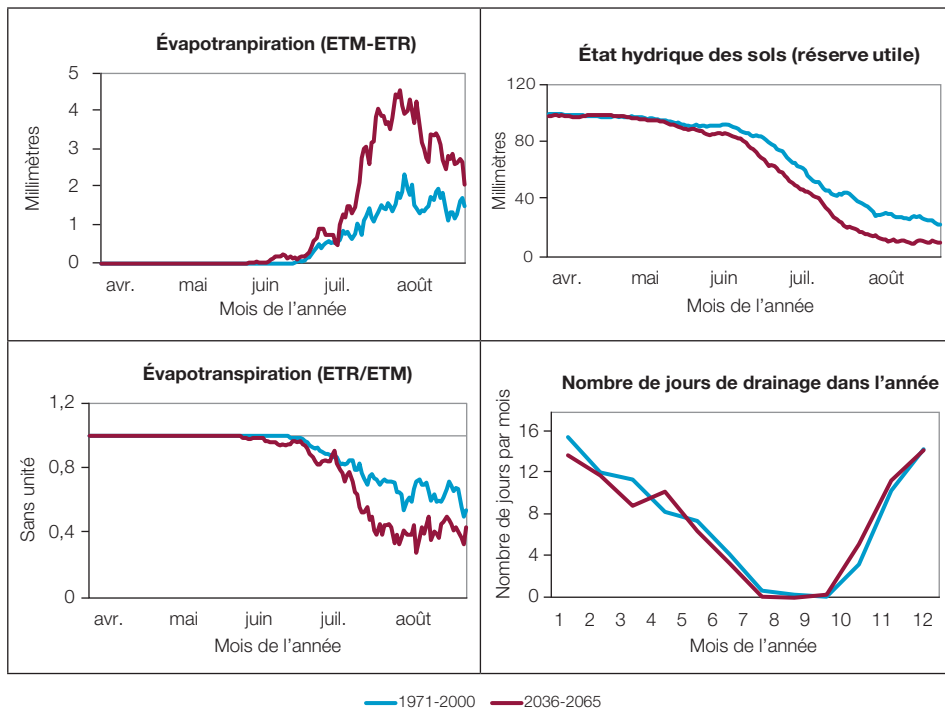 Évapotranpiration (ETM-ETR)
Millimètres
5
4
3
2
1
0
avr. mai juin juil. août
Mois de l'année
État hydrique des sols (réserve utile)
Millimètres
120
80
40
0
avr. mai juin juil. août
Mois de l'année
Évapotranspiration (ETR/ETM)
Sans unité
1,2
0,8
0,4
0
avr. mai juin juil. août
Mois de l'année
Nombre de jours de drainage dans l'année
Nombre de jours par mois
16
12
8
4
0
1 2 3 4 5 6 7 8 9 10 11 12
Mois de l'année
1971-2000 2036-2065